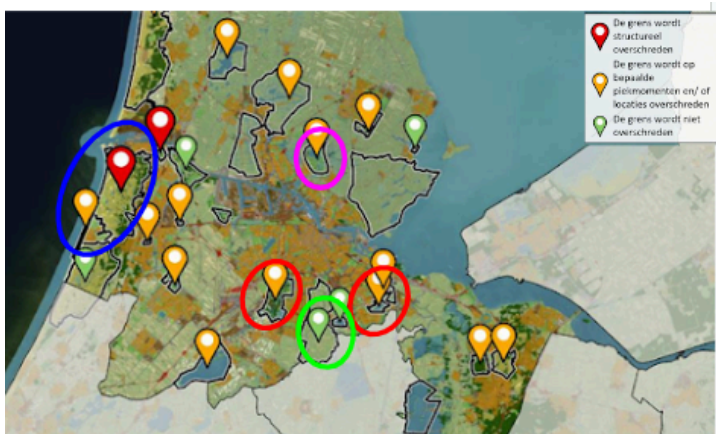 De grens wordt
structureel
overschreden
De grens wordt op
bepaalde
piekmomenten en/ of
locaties overschreden
De grens wordt niet
overschreden